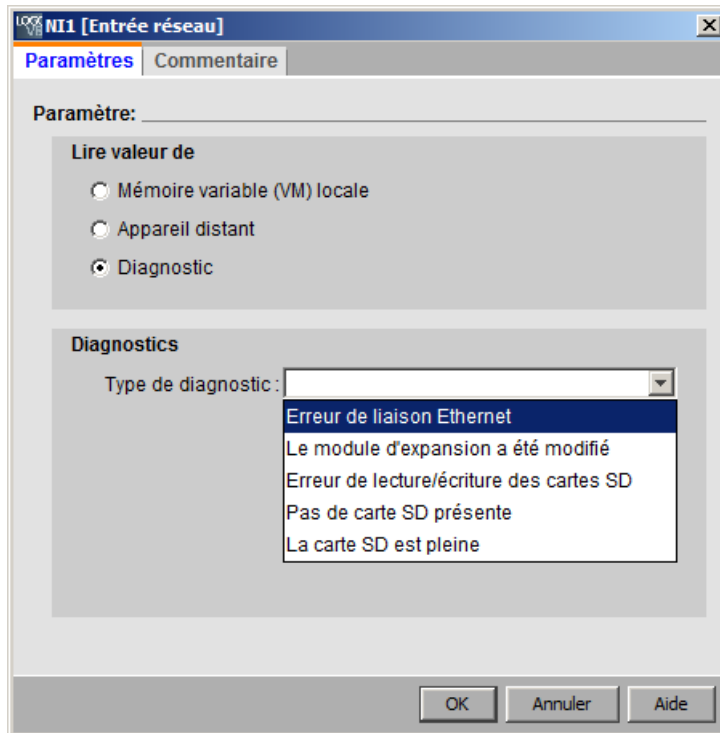 NI1 [Entrée réseau]
Paramètres Commentaire
Paramètre:
Lire valeur de
Mémoire variable (VM) locale
Appareil distant
Diagnostic
Diagnostics
Type de diagnostic :
Erreur de liaison Ethernet
Le module d'expansion a été modifié
Erreur de lecture/écriture des cartes SD
Pas de carte SD présente
La carte SD est pleine
OK Annuler Aide